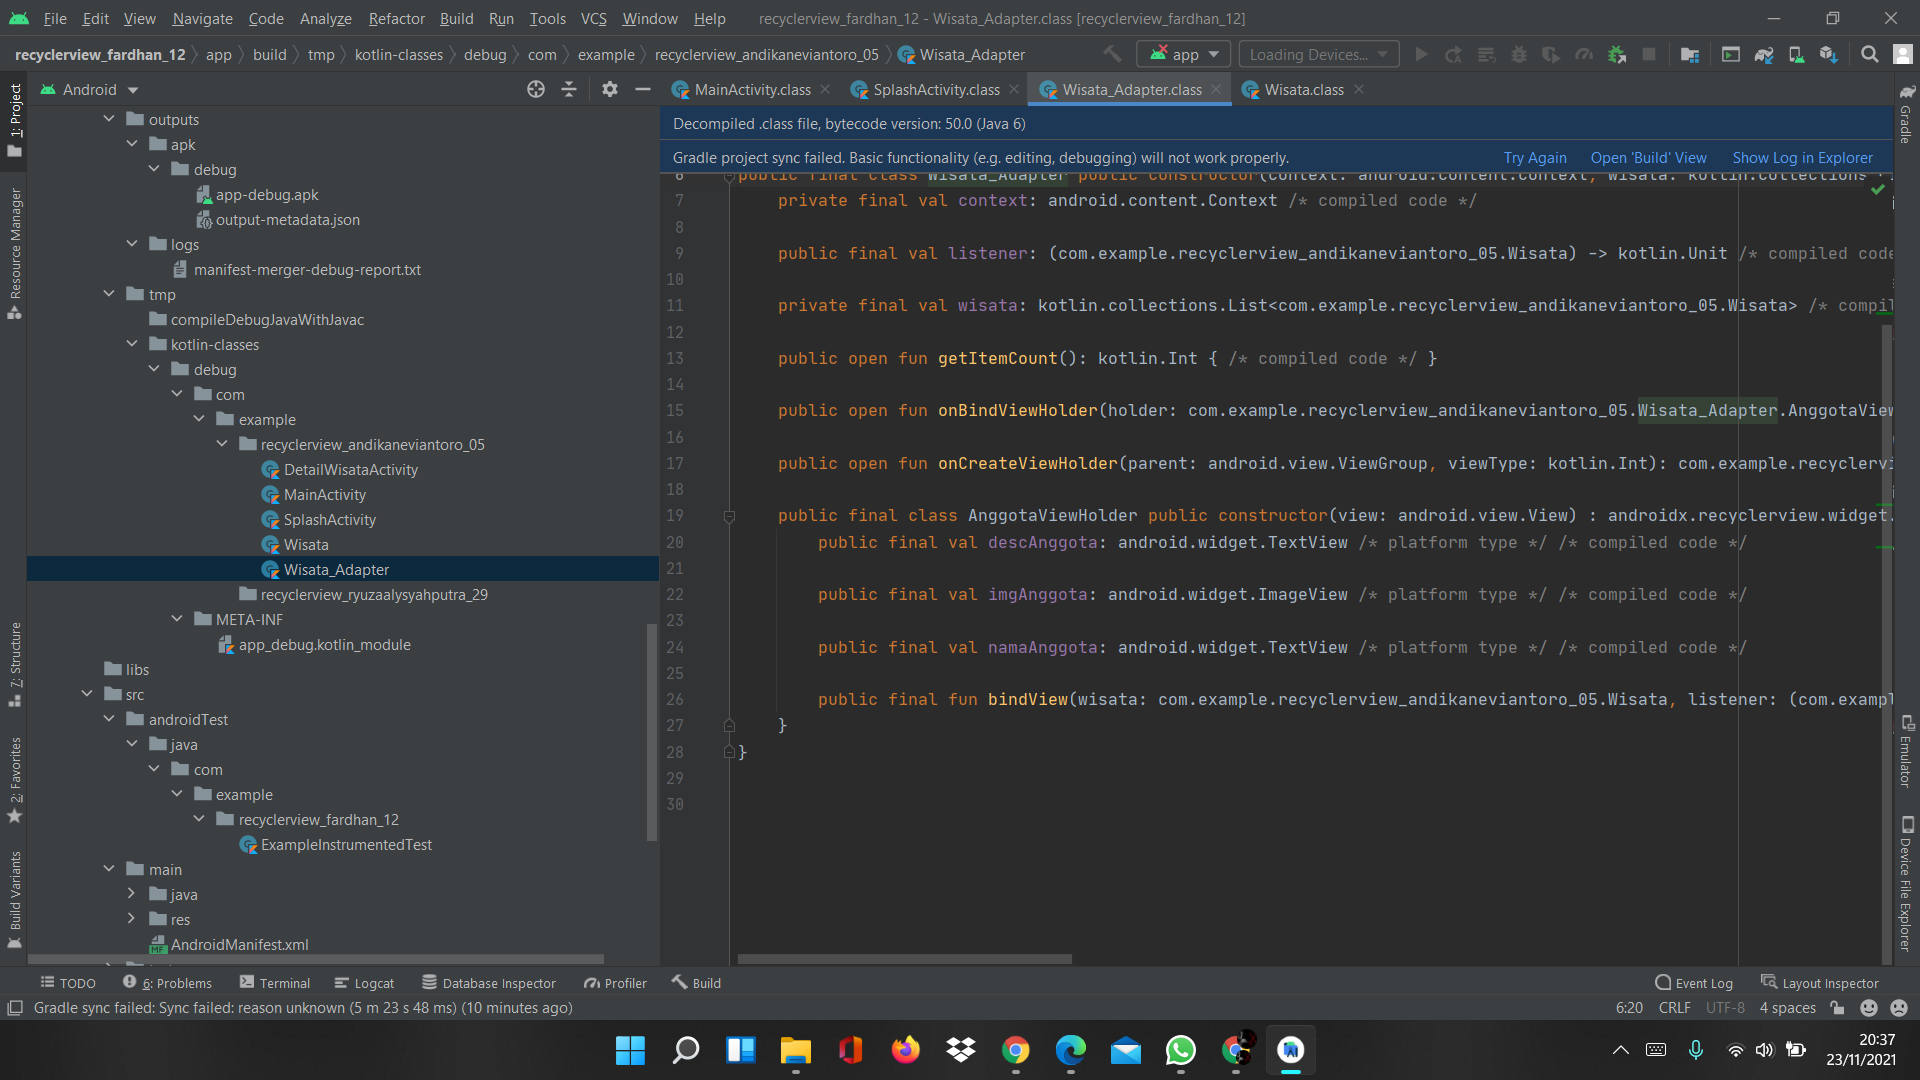 File Edit View Navigate Code Analyze Refactor Build Run Tools VCS Window Help recyclerview_fardhan_12 - Wisata_Adapter.class [recyclerview_fardhan_12]
recyclerview_fardhan_12 app build tmp kotlin-classes debug com example recyclerview_andikaneviantoro_05 Wisata_Adapter app Loading Devices...
Android
MainActivity.class SplashActivity.class Wisata_Adapter.class Wisata.class
1: Project
Resource Manager
7: Structure
2: Favorites
Build Variants
outputs
apk
debug
app-debug.apk
output-metadata.json
logs
manifest-merger-debug-report.txt
tmp
compileDebugJavaWithJavac
kotlin-classes
debug
com
example
recyclerview_andikaneviantoro_05
DetailWisataActivity
MainActivity
SplashActivity
Wisata
Wisata_Adapter
recyclerview_ryuzaalysyahputra_29
META-INF
app_debug.kotlin_module
libs
src
androidTest
java
com
example
recyclerview_fardhan_12
ExampleInstrumentedTest
main
java
res
AndroidManifest.xml
Decompiled .class file, bytecode version: 50.0 (Java 6)
Gradle project sync failed. Basic functionality (e.g. editing, debugging) will not work properly. Try Again Open 'Build' View Show Log in Explorer
6 public final class Wisata_Adapter public constructor(context: android.content.Context, wisata: kotlin.collections
7 private final val context: android.content.Context /* compiled code */
8
9 public final val listener: (com.example.recyclerview_andikaneviantoro_05.Wisata) -> kotlin.Unit /* compiled code
10
11 private final val wisata: kotlin.collections.List<com.example.recyclerview_andikaneviantoro_05.Wisata> /* compil
12
13 public open fun getItemCount(): kotlin.Int { /* compiled code */ }
14
15 public open fun onBindViewHolder(holder: com.example.recyclerview_andikaneviantoro_05.Wisata_Adapter.AnggotaView
16
17 public open fun onCreateViewHolder(parent: android.view.ViewGroup, viewType: kotlin.Int): com.example.recyclervi
18
19 public final class AnggotaViewHolder public constructor(view: android.view.View) : androidx.recyclerview.widget.
20 public final val descAnggota: android.widget.TextView /* platform type */ /* compiled code */
21
22 public final val imgAnggota: android.widget.ImageView /* platform type */ /* compiled code */
23
24 public final val namaAnggota: android.widget.TextView /* platform type */ /* compiled code */
25
26 public final fun bindView(wisata: com.example.recyclerview_andikaneviantoro_05.Wisata, listener: (com.exampl
27 }
28 }
29
30
Gradle
Emulator
Device File Explorer
TODO 6: Problems Terminal Logcat Database Inspector Profiler Build Event Log Layout Inspector
Gradle sync failed: Sync failed: reason unknown (5 m 23 s 48 ms) (10 minutes ago) 6:20 CRLF UTF-8 4 spaces
20:37
23/11/2021